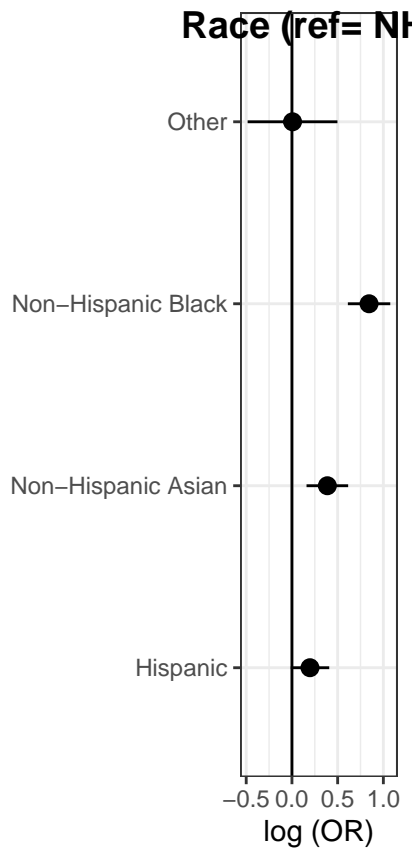 Race (ref= NH
Other
Non−Hispanic Black
Non−Hispanic Asian
Hispanic
−0.5 0.0 0.5 1.0
log (OR)